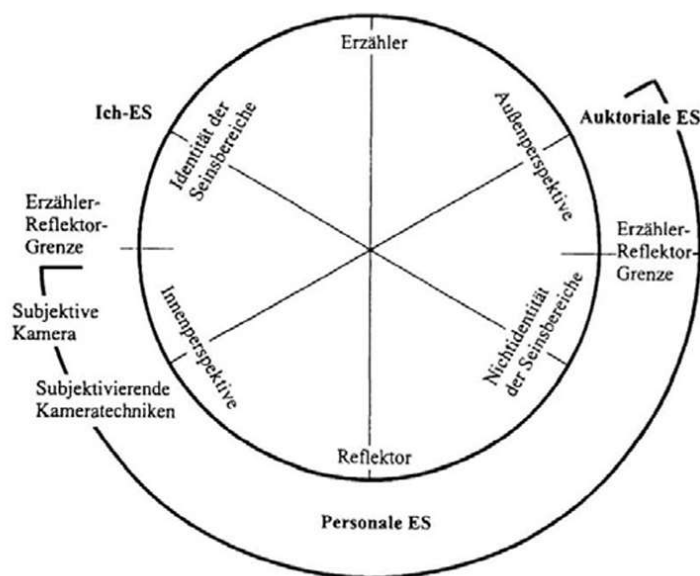 Erzähler
Ich-ES
Identität der
Seinsbereiche
Außenperspektive
Auktoriale ES
Erzähler-
Reflektor-
Grenze
Erzähler-
Reflektor-
Grenze
Subjektive
Kamera
Innenperspektive
Nichtidentität
der Seinsbereiche
Subjektivierende
Kameratechniken
Reflektor
Personale ES